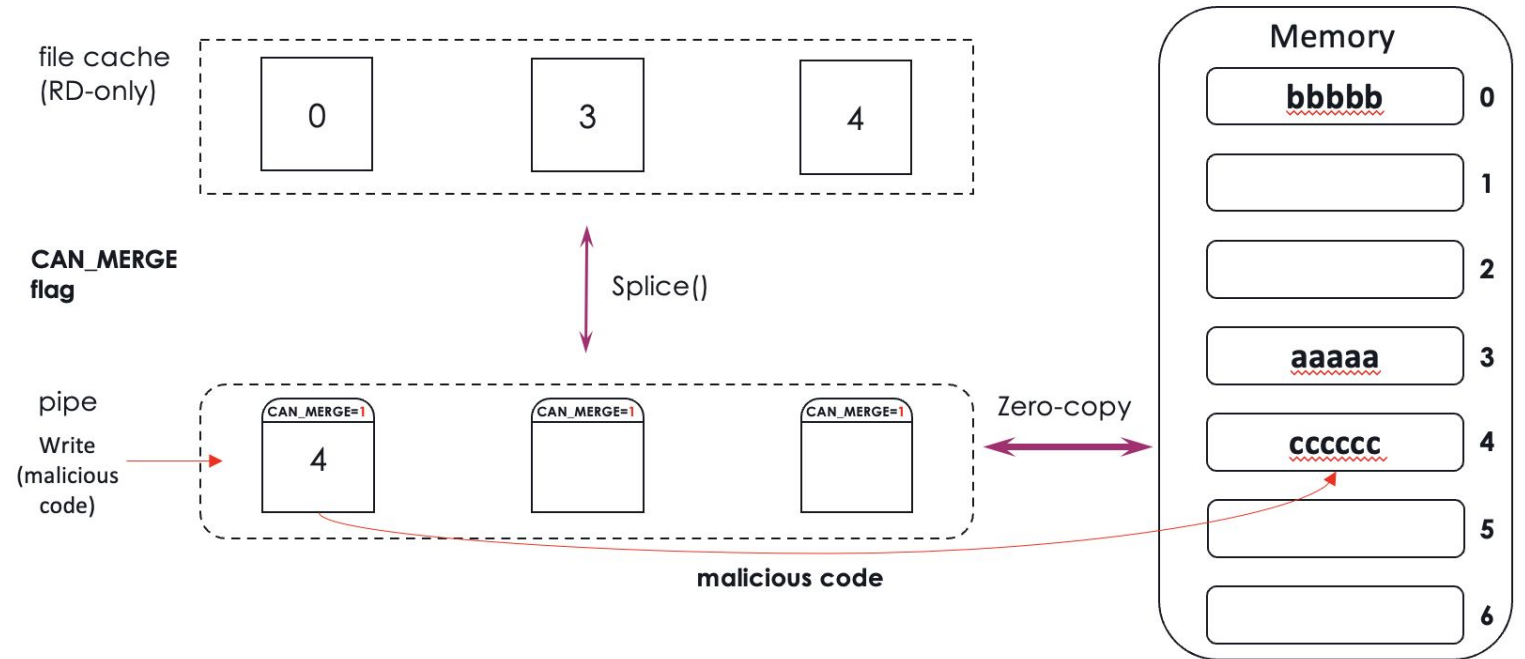 file cache
(RD-only)
0
3
4
CAN_MERGE
flag
Splice()
pipe
Write
(malicious
code)
CAN_MERGE=1
4
CAN_MERGE=1
CAN_MERGE=1
Zero-copy
malicious code
Memory
bbbbb 0
1
2
aaaaa 3
cccccc 4
5
6